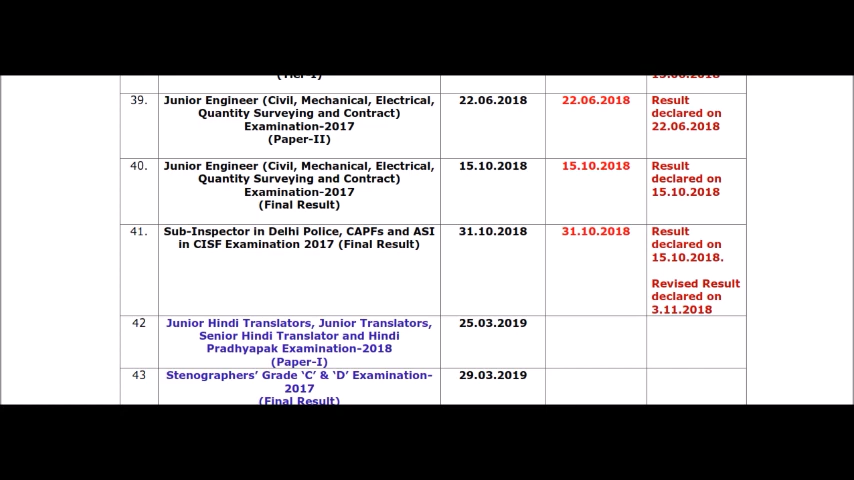 (Tier-I)
15.06.2018
39.
Junior Engineer (Civil, Mechanical, Electrical,
Quantity Surveying and Contract)
Examination-2017
(Paper-II)
22.06.2018
22.06.2018
Result
declared on
22.06.2018
40.
Junior Engineer (Civil, Mechanical, Electrical,
Quantity Surveying and Contract)
Examination-2017
(Final Result)
15.10.2018
15.10.2018
Result
declared on
15.10.2018
41.
Sub-Inspector in Delhi Police, CAPFs and ASI
in CISF Examination 2017 (Final Result)
31.10.2018
31.10.2018
Result
declared on
15.10.2018.
Revised Result
declared on
3.11.2018
42
Junior Hindi Translators, Junior Translators,
Senior Hindi Translator and Hindi
Pradhyapak Examination-2018
(Paper-I)
25.03.2019
43
Stenographers’ Grade ‘C’ & ‘D’ Examination-
2017
(Final Result)
29.03.2019